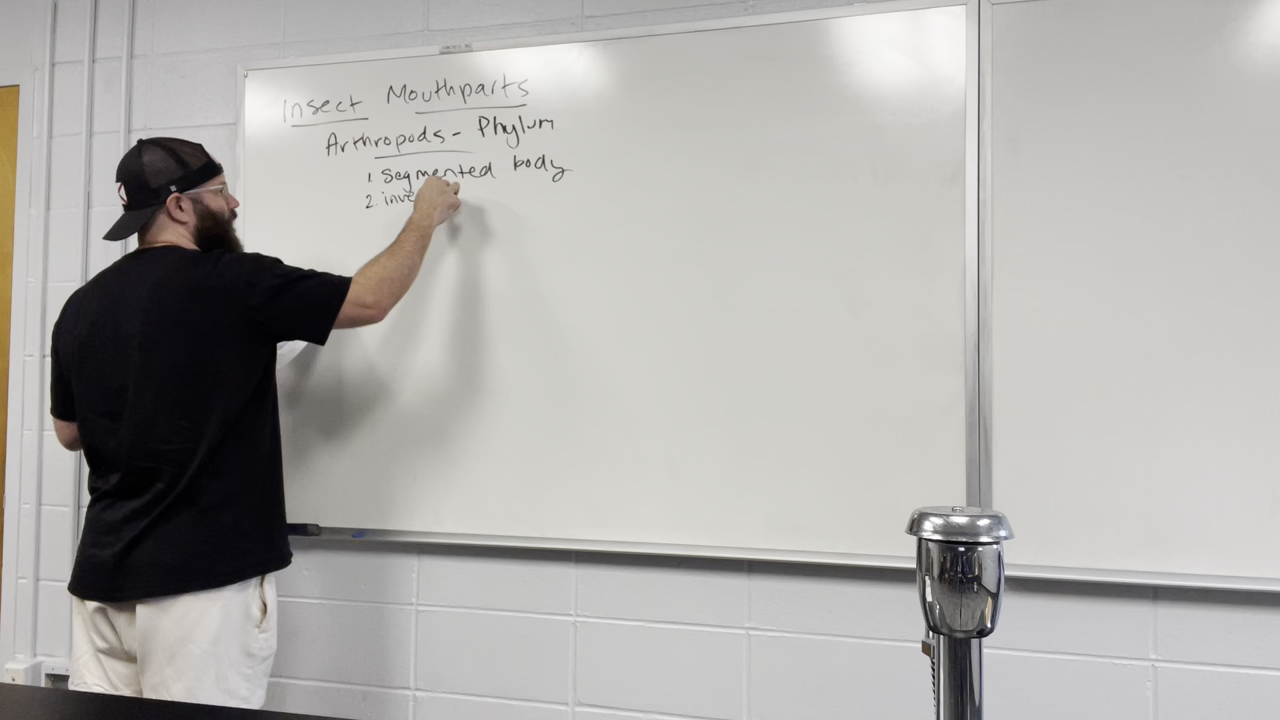 Insect Mouthparts
Arthropods - Phylum
1. Segmented body
2. inve